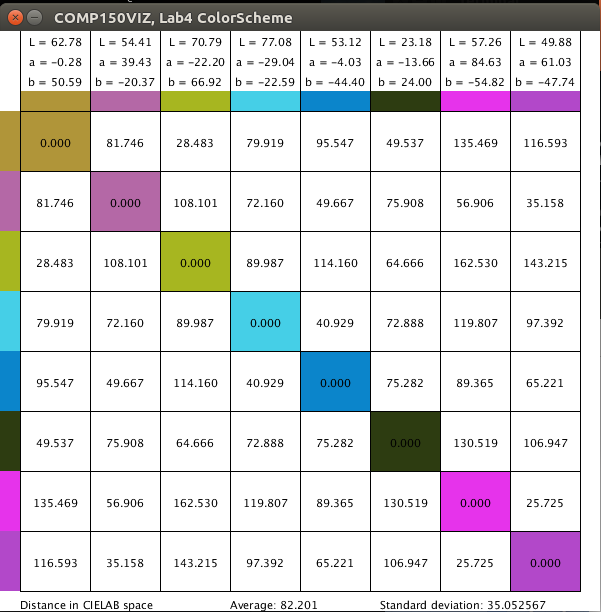 COMP150VIZ, Lab4 ColorScheme
L = 62.78 L = 54.41 L = 70.79 L = 77.08 L = 53.12 L = 23.18 L = 57.26 L = 49.88
a = -0.28 a = 39.43 a = -22.20 a = -29.04 a = -4.03 a = -13.66 a = 84.63 a = 61.03
b = 50.59 b = -20.37 b = 66.92 b = -22.59 b = -44.40 b = 24.00 b = -54.82 b = -47.74
0.000 81.746 28.483 79.919 95.547 49.537 135.469 116.593
81.746 0.000 108.101 72.160 49.667 75.908 56.906 35.158
28.483 108.101 0.000 89.987 114.160 64.666 162.530 143.215
79.919 72.160 89.987 0.000 40.929 72.888 119.807 97.392
95.547 49.667 114.160 40.929 0.000 75.282 89.365 65.221
49.537 75.908 64.666 72.888 75.282 0.000 130.519 106.947
135.469 56.906 162.530 119.807 89.365 130.519 0.000 25.725
116.593 35.158 143.215 97.392 65.221 106.947 25.725 0.000
Distance in CIELAB space Average: 82.201 Standard deviation: 35.052567